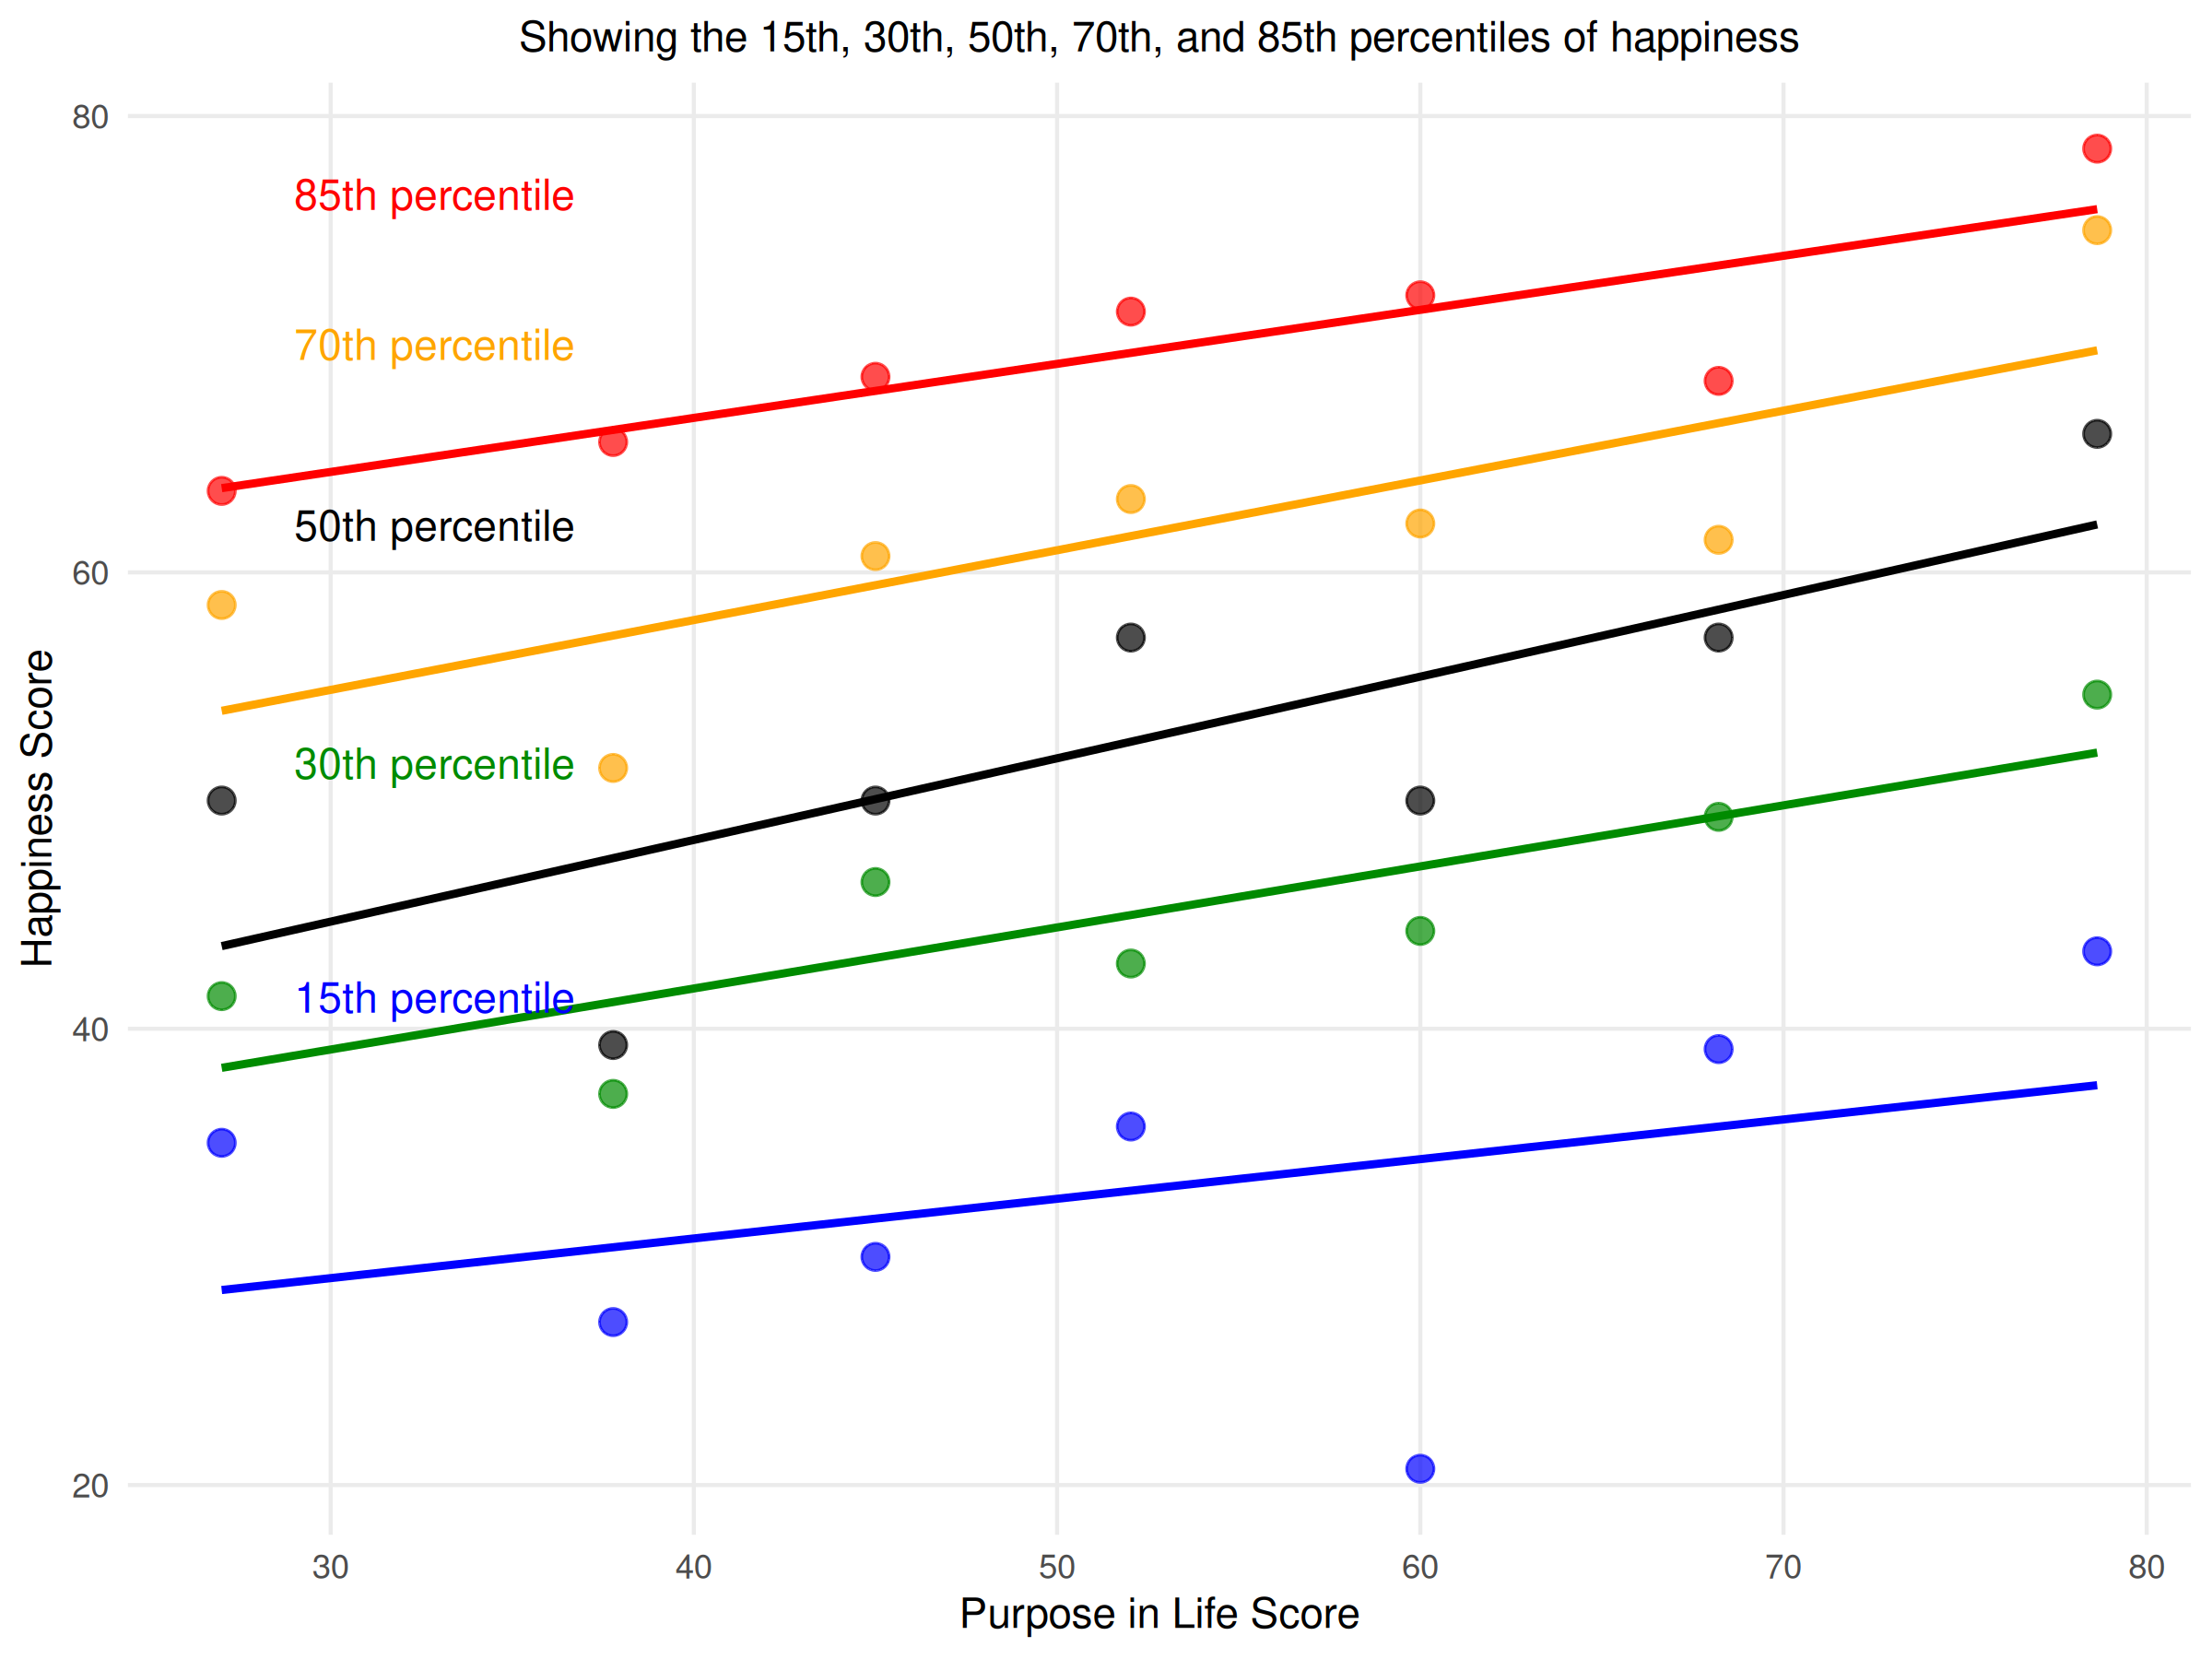 Showing the 15th, 30th, 50th, 70th, and 85th percentiles of happiness
80
85th percentile
70th percentile
50th percentile
60
Happiness Score
30th percentile
15th percentile
40
20
30 40 50 60 70 80
Purpose in Life Score